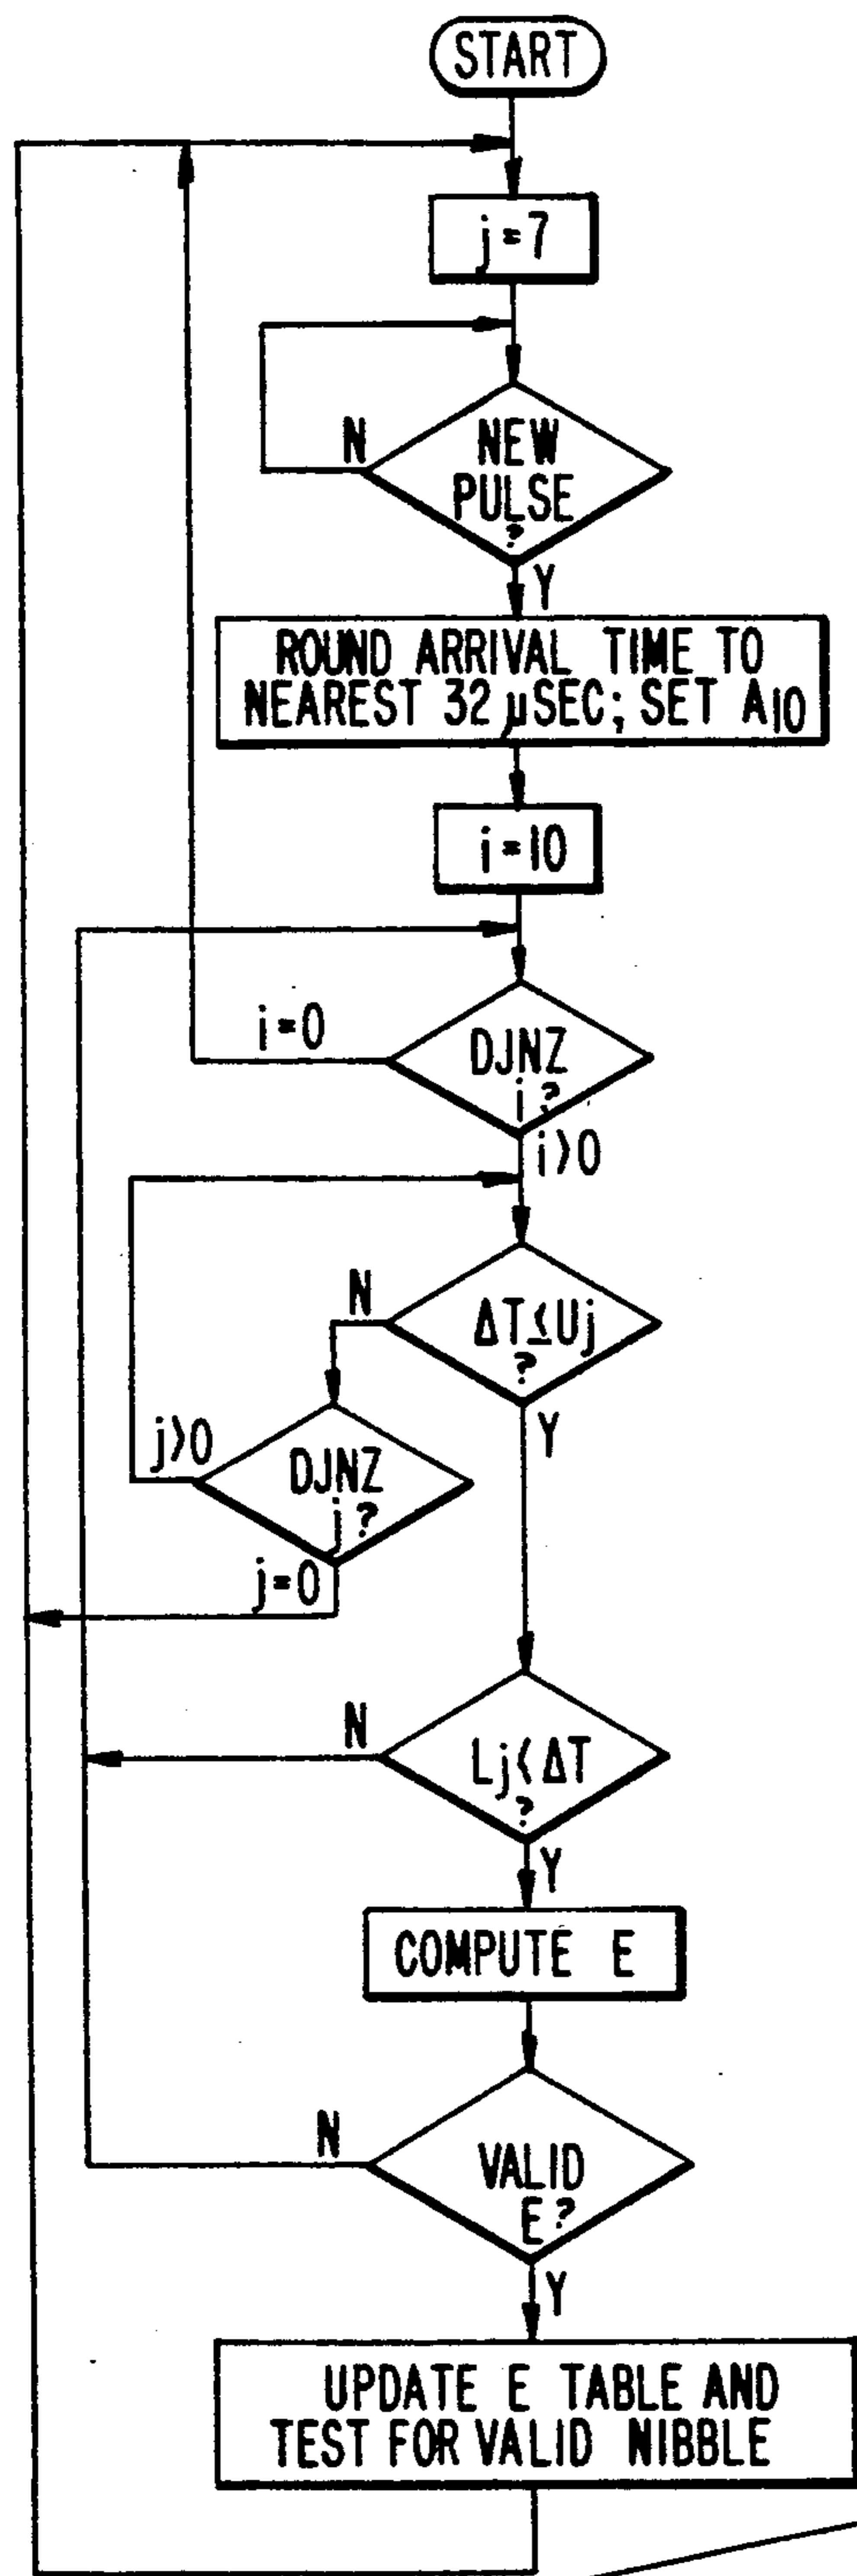 START
j=7
N
NEW
PULSE
?
Y
ROUND ARRIVAL TIME TO
NEAREST 32 µSEC; SET A10
i=10
i=0
DJNZ
i?
i>0
N
ΔT≤Uj
?
Y
j>0
DJNZ
j?
j=0
N
Lj<ΔT
?
Y
COMPUTE E
N
VALID
E?
Y
UPDATE E TABLE AND
TEST FOR VALID NIBBLE